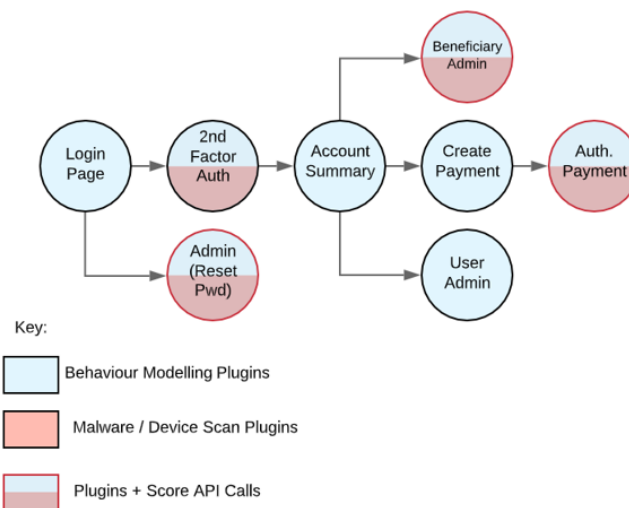 Beneficiary
Admin
Login
Page
2nd
Factor
Auth
Account
Summary
Create
Payment
Auth.
Payment
Admin
(Reset
Pwd)
User
Admin
Key:
Behaviour Modelling Plugins
Malware / Device Scan Plugins
Plugins + Score API Calls